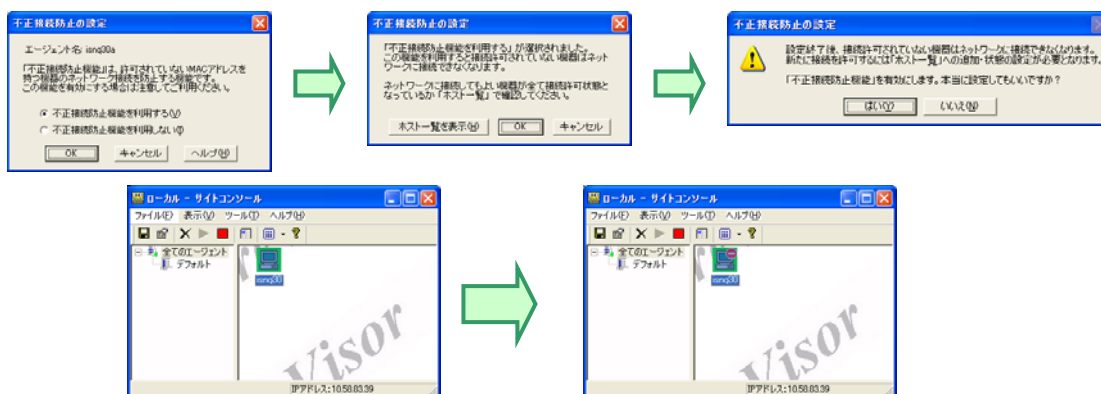 不正接続防止の設定
エージェント名: isnq30a
「不正接続防止機能」は、許可されていないMACアドレスを
持つ機器のネットワーク接続を防止する機能です。
この機能を有効にする場合は注意してご利用ください。
不正接続防止機能を利用する(V)
不正接続防止機能を利用しない(I)
OK
キャンセル
ヘルプ(H)
不正接続防止の設定
「不正接続防止機能を利用する」が選択されました。
この機能を利用すると接続許可されていない機器はネット
ワークに接続できなくなります。
ネットワークに接続しても良い機器が全て接続許可状態と
なっているか「ホスト一覧」で確認してください。
ホスト一覧を表示(H)
OK
キャンセル
不正接続防止の設定
設定終了後、接続許可されていない機器はネットワークに接続できなくなります。
新たに接続を許可するには「ホスト一覧」への追加・状態の設定が必要となります。
「不正接続防止機能」を有効にします。本当に設定してもいいですか？
はい(Y)
いいえ(N)
ローカル - サイトコンソール
ファイル(F) 表示(V) ツール(T) ヘルプ(H)
全てのエージェント
デフォルト
isnq30
Visor
IPアドレス:10.58.83.39
ローカル - サイトコンソール
ファイル(F) 表示(V) ツール(T) ヘルプ(H)
全てのエージェント
デフォルト
isnq30
Visor
IPアドレス:10.58.83.39